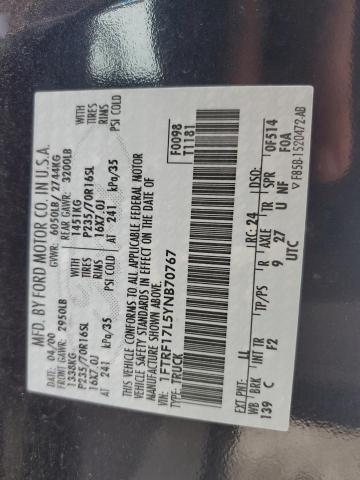 MFD. BY FORD MOTOR CO. IN U.S.A.
DATE: 04/00 GVWR: 6050LB/2744KG
FRONT GAWR: 2950LB REAR GAWR: 3200LB
1338KG WITH 1451KG WITH
P235/70R16SL TIRES P235/70R16SL TIRES
16X7.0J RIMS 16X7.0J RIMS
AT 241 kPa/35 PSI COLD AT 241 kPa/35 PSI COLD
THIS VEHICLE CONFORMS TO ALL APPLICABLE FEDERAL MOTOR
VEHICLE SAFETY STANDARDS IN EFFECT ON THE DATE OF
MANUFACTURE SHOWN ABOVE.
1FTRF17L5YNB70767 F0098
TYPE: TRUCK T1181
EXT PNT: LL RC: 24 DSO:
WB BRK INT TR TP/PS R AXLE TR SPR 0F514
139 C F2 9 27 U NF F0A
UTC
F85B-1520472-AB